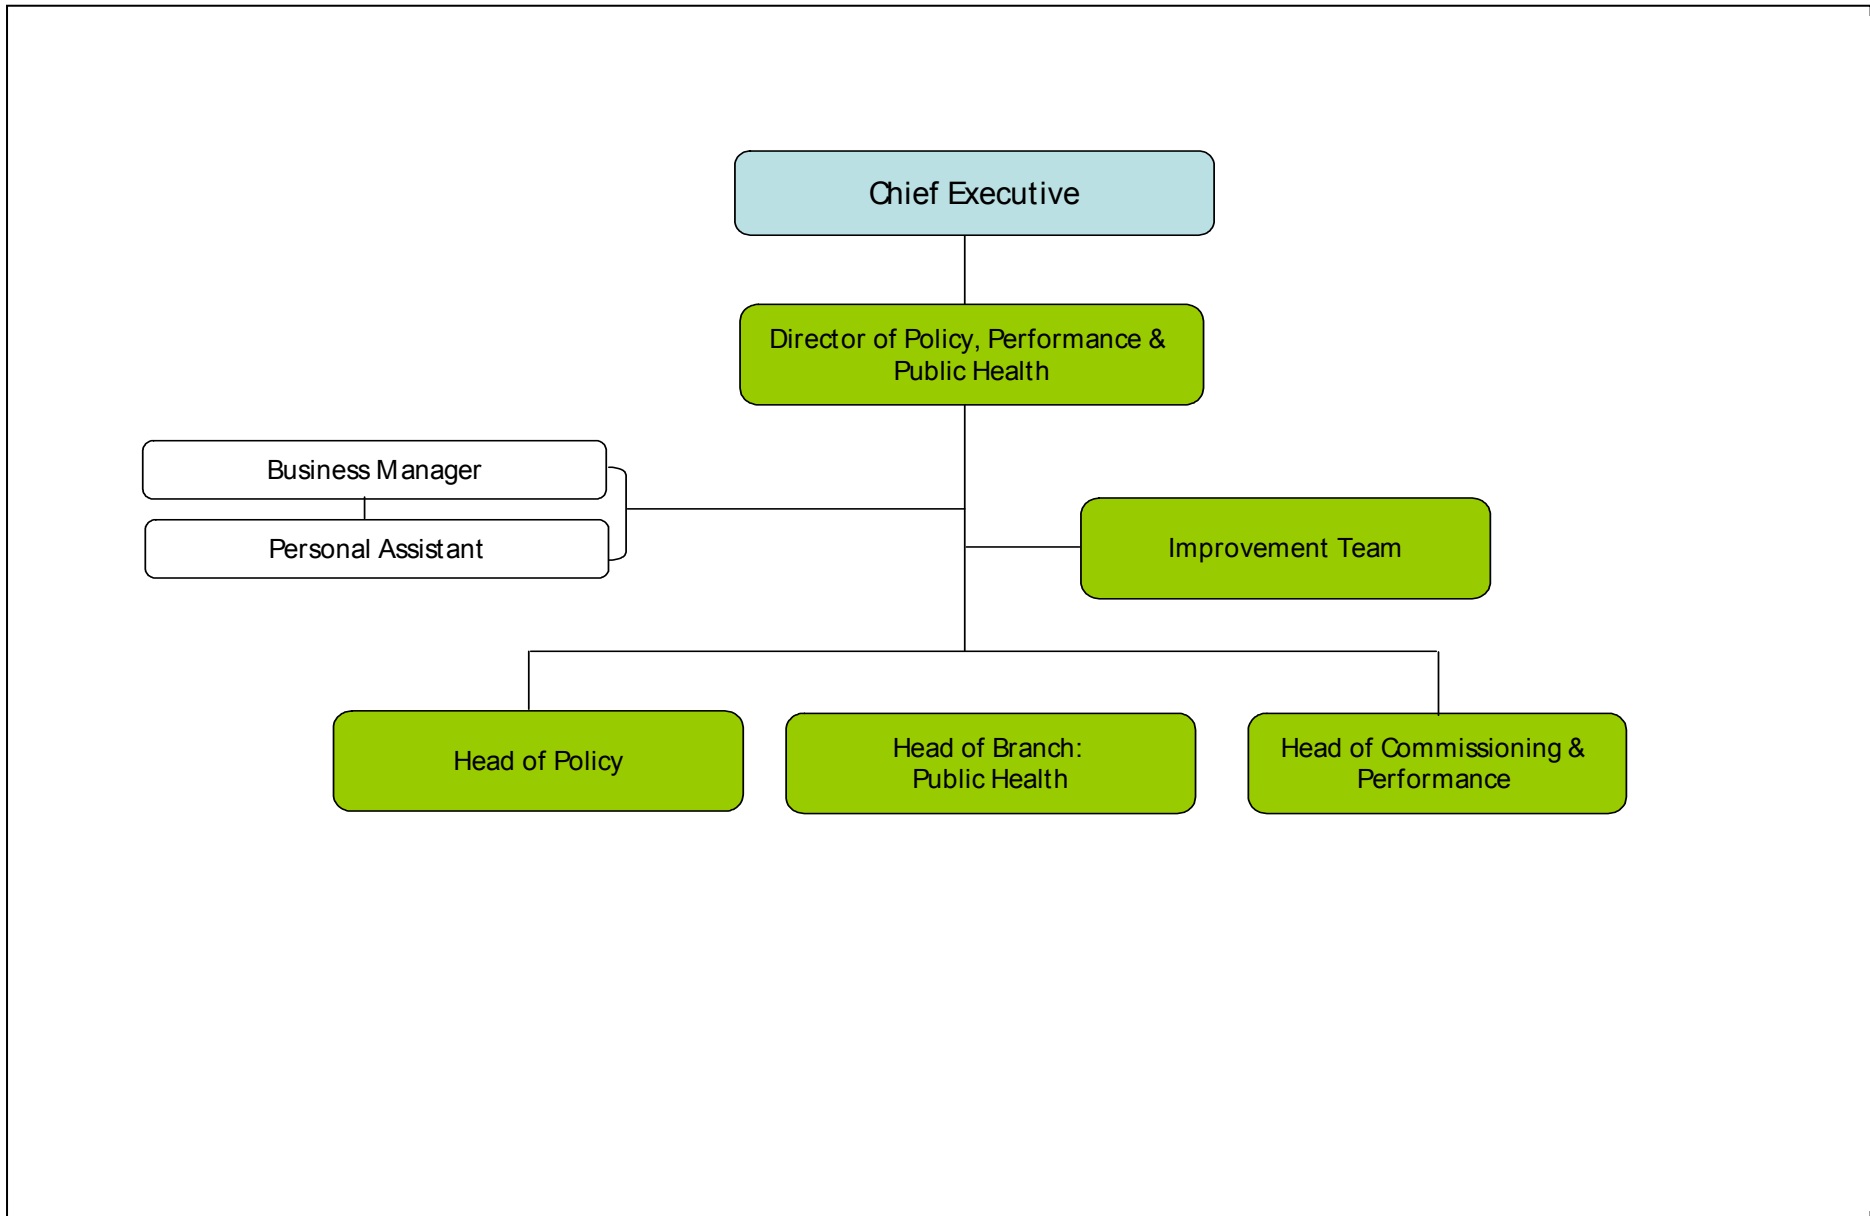 Chief Executive
Director of Policy, Performance &
Public Health
Business Manager
Personal Assistant
Improvement Team
Head of Policy
Head of Branch:
Public Health
Head of Commissioning &
Performance